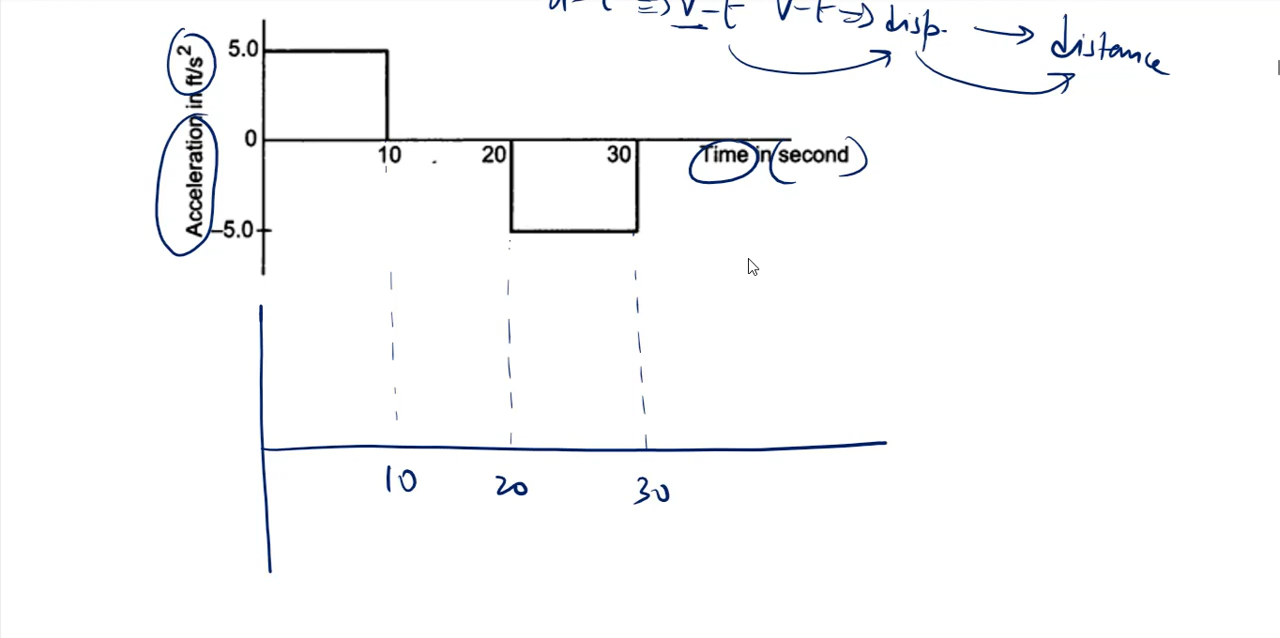 a-t ⇒ v-t v-t ⇒ disp. → distance
5.0
0
10 20 30 Time in second
-5.0
Acceleration in ft/s²
10 20 30